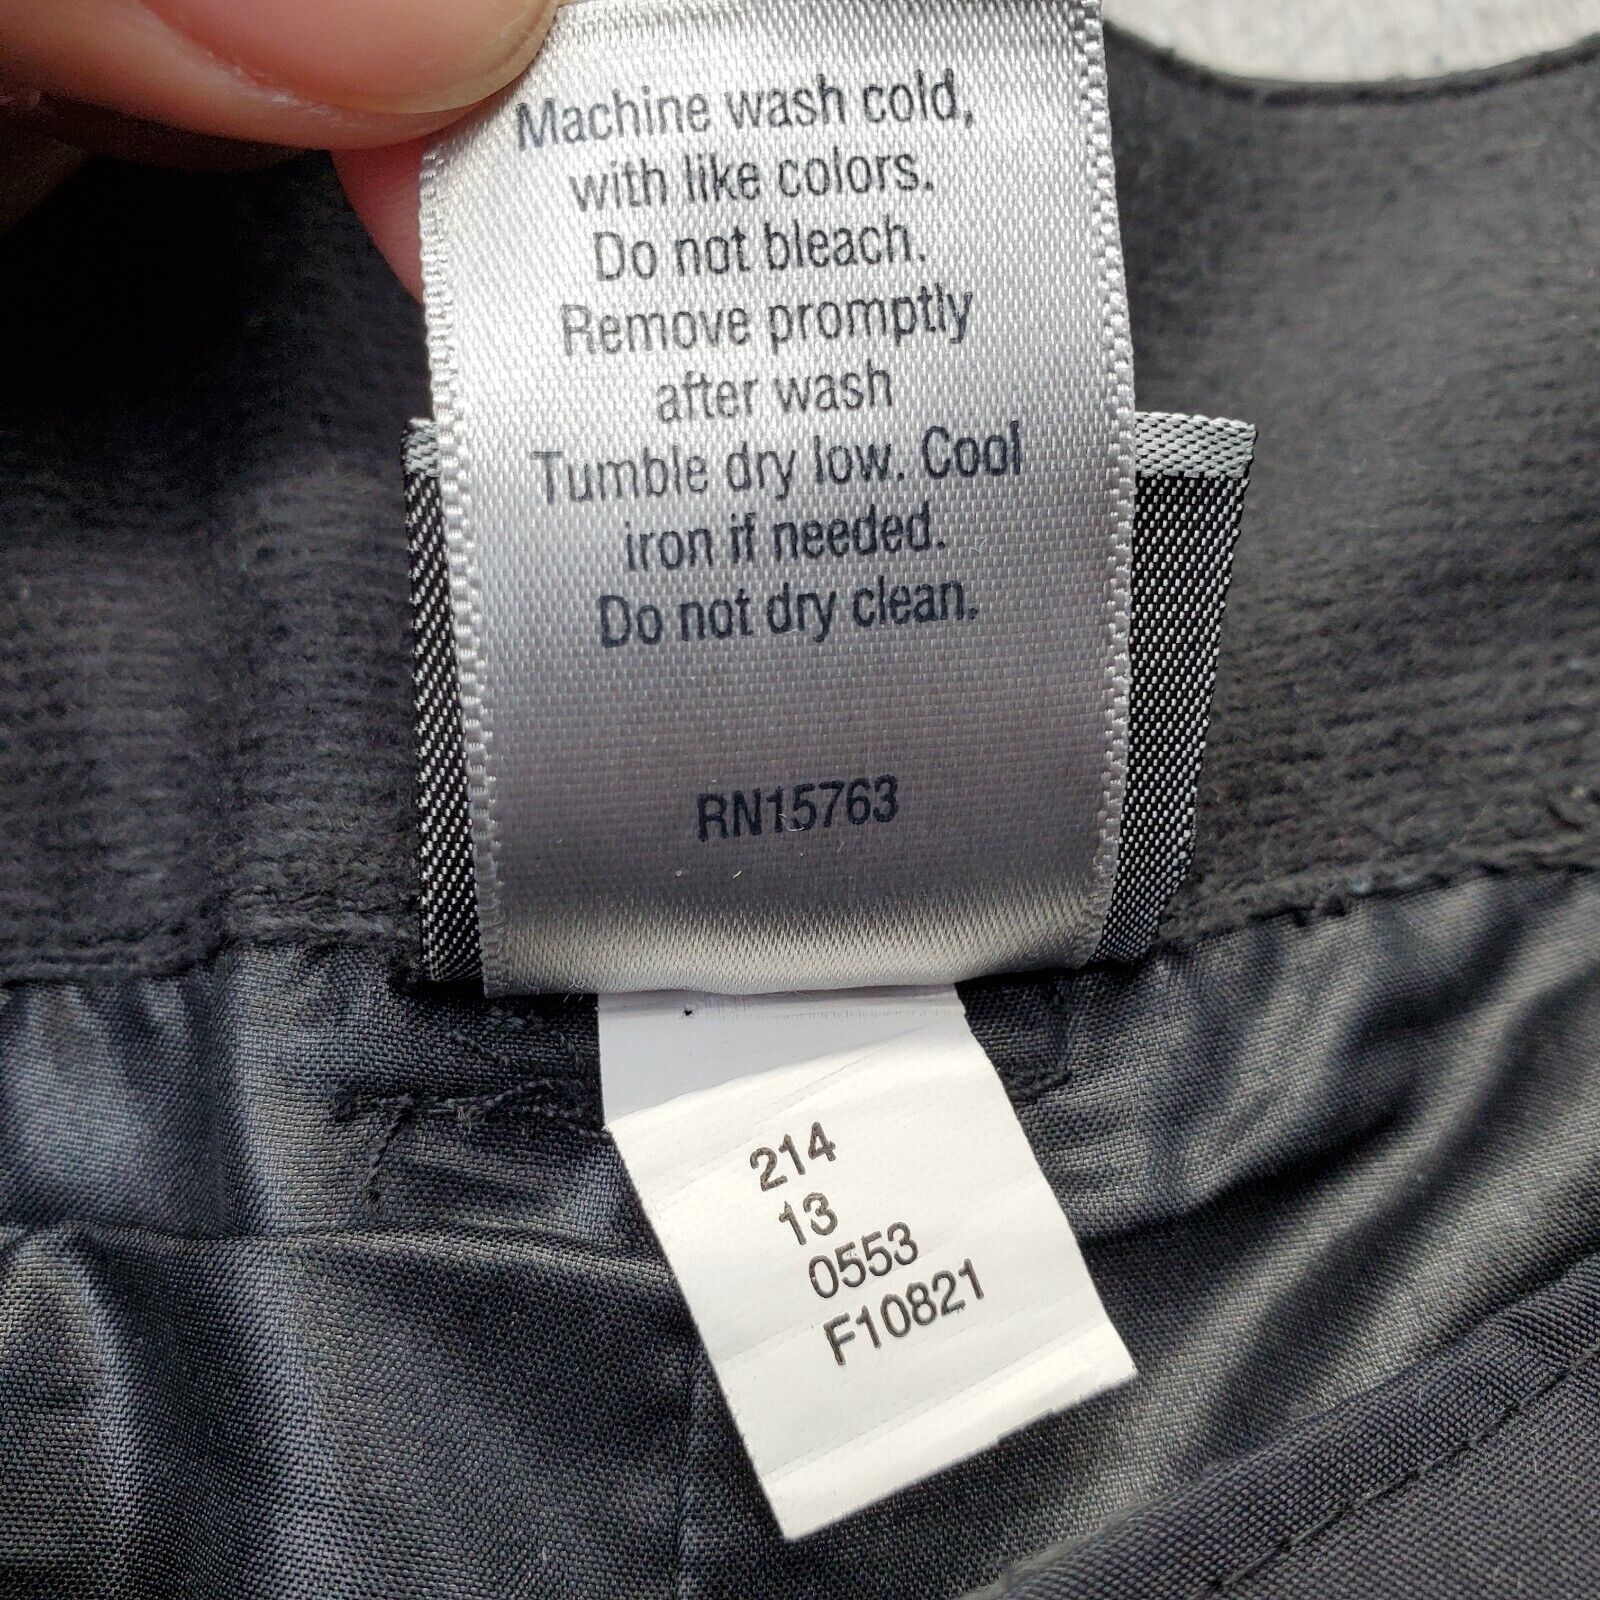 Machine wash cold,
with like colors.
Do not bleach.
Remove promptly
after wash
Tumble dry low. Cool
iron if needed.
Do not dry clean.
RN15763
214
13
0553
F10821